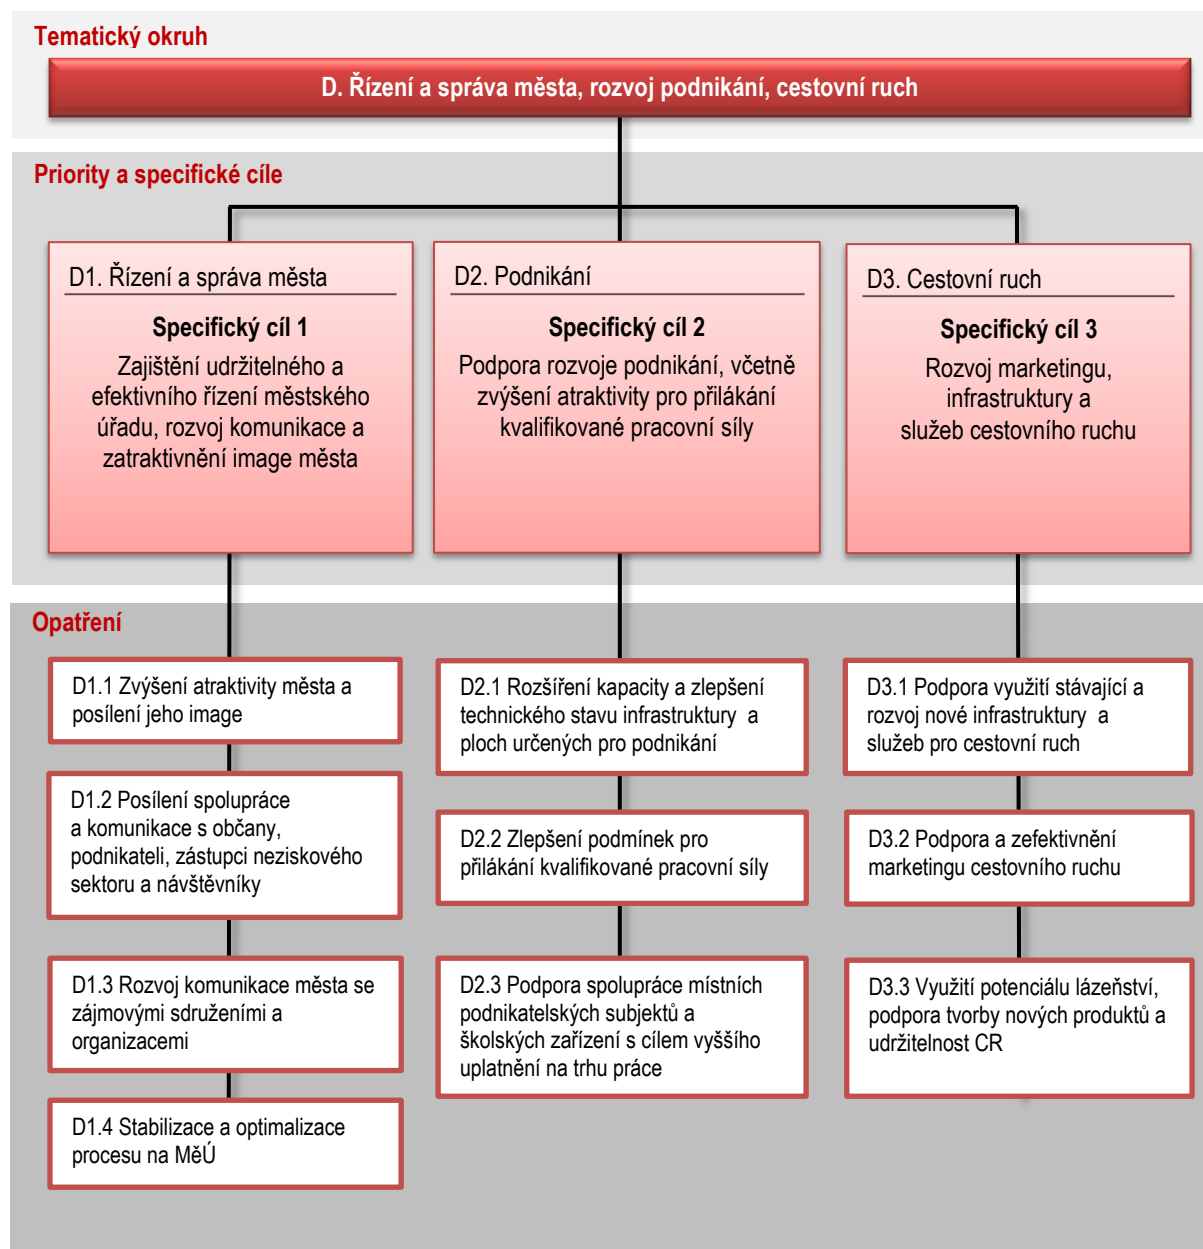 Tematický okruh
D. Řízení a správa města, rozvoj podnikání, cestovní ruch
Priority a specifické cíle
D1. Řízení a správa města
Specifický cíl 1
Zajištění udržitelného a
efektivního řízení městského
úřadu, rozvoj komunikace a
zatraktivnění image města
D2. Podnikání
Specifický cíl 2
Podpora rozvoje podnikání, včetně
zvýšení atraktivity pro přilákání
kvalifikované pracovní síly
D3. Cestovní ruch
Specifický cíl 3
Rozvoj marketingu,
infrastruktury a
služeb cestovního ruchu
Opatření
D1.1 Zvýšení atraktivity města a
posílení jeho image
D1.2 Posílení spolupráce
a komunikace s občany,
podnikateli, zástupci neziskového
sektoru a návštěvníky
D1.3 Rozvoj komunikace města se
zájmovými sdruženími a
organizacemi
D1.4 Stabilizace a optimalizace
procesu na MěÚ
D2.1 Rozšíření kapacity a zlepšení
technického stavu infrastruktury a
ploch určených pro podnikání
D2.2 Zlepšení podmínek pro
přilákání kvalifikované pracovní síly
D2.3 Podpora spolupráce místních
podnikatelských subjektů a
školských zařízení s cílem vyššího
uplatnění na trhu práce
D3.1 Podpora využití stávající a
rozvoj nové infrastruktury a
služeb pro cestovní ruch
D3.2 Podpora a zefektivnění
marketingu cestovního ruchu
D3.3 Využití potenciálu lázeňství,
podpora tvorby nových produktů a
udržitelnost CR